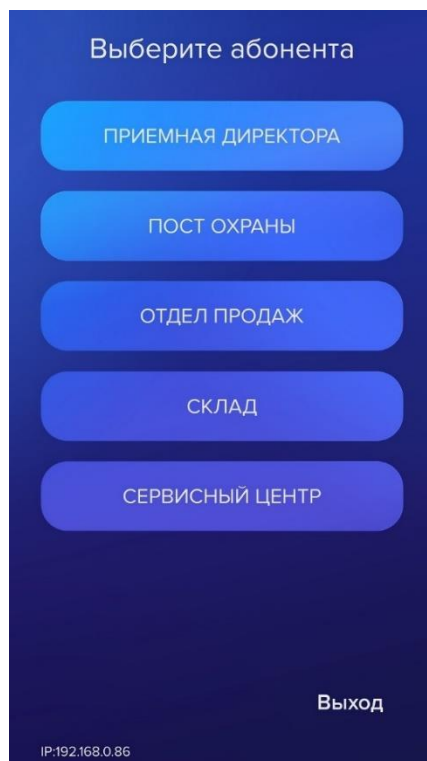 Выберите абонента
ПРИЕМНАЯ ДИРЕКТОРА
ПОСТ ОХРАНЫ
ОТДЕЛ ПРОДАЖ
СКЛАД
СЕРВИСНЫЙ ЦЕНТР
Выход
IP:192.168.0.86